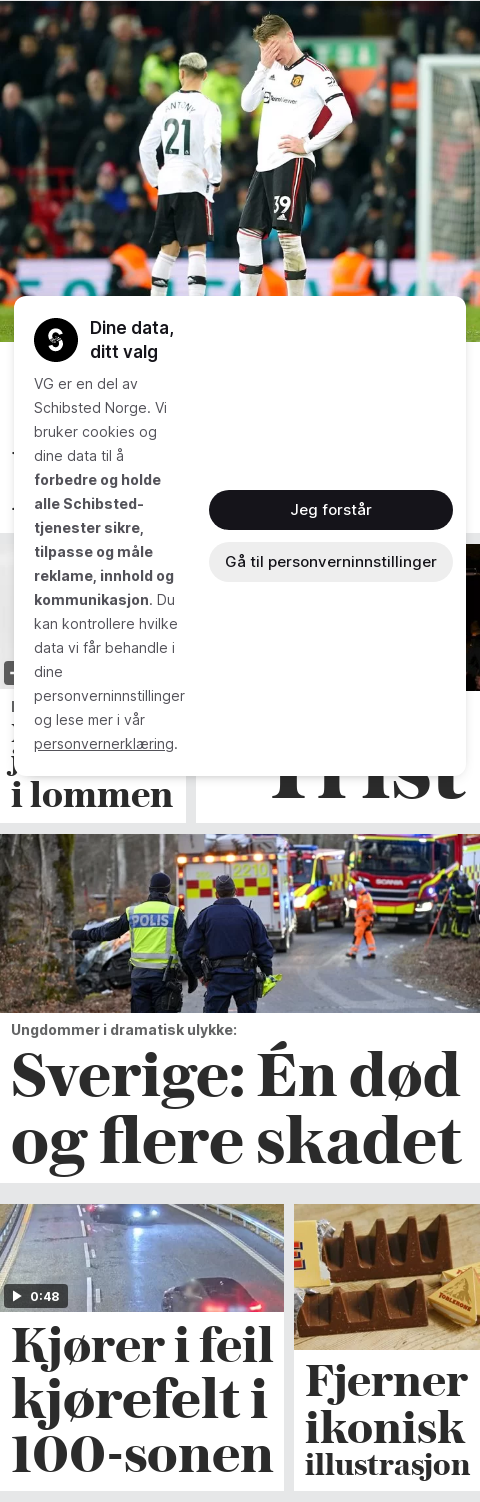 ANTONY
21
TeamViewer
39
Dine data,
ditt valg
VG er en del av
Schibsted Norge. Vi
bruker cookies og
dine data til å
forbedre og holde
alle Schibsted-
tjenester sikre,
tilpasse og måle
reklame, innhold og
kommunikasjon. Du
kan kontrollere hvilke
data vi får behandle i
dine
personverninnstillinger
og lese mer i vår
personvernerklæring.
Jeg forstår
Gå til personverninnstillinger
i lommen
Trist
2210
SCANIA
POLIS
Ungdommer i dramatisk ulykke:
Sverige: Én død
og flere skadet
0:48
Kjører i feil
kjørefelt i
100-sonen
TOBLERONE
Fjerner
ikonisk
illustrasjon